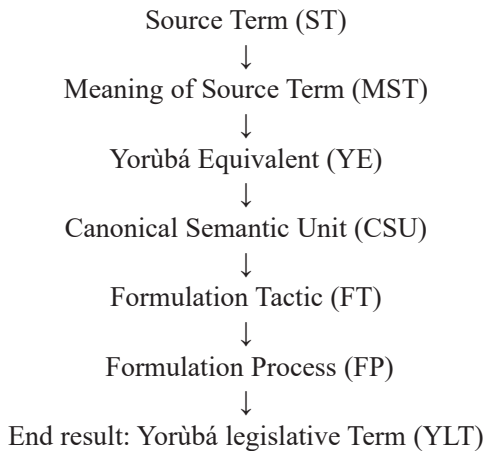 Source Term (ST)
↓
Meaning of Source Term (MST)
↓
Yorùbá Equivalent (YE)
↓
Canonical Semantic Unit (CSU)
↓
Formulation Tactic (FT)
↓
Formulation Process (FP)
↓
End result: Yorùbá legislative Term (YLT)